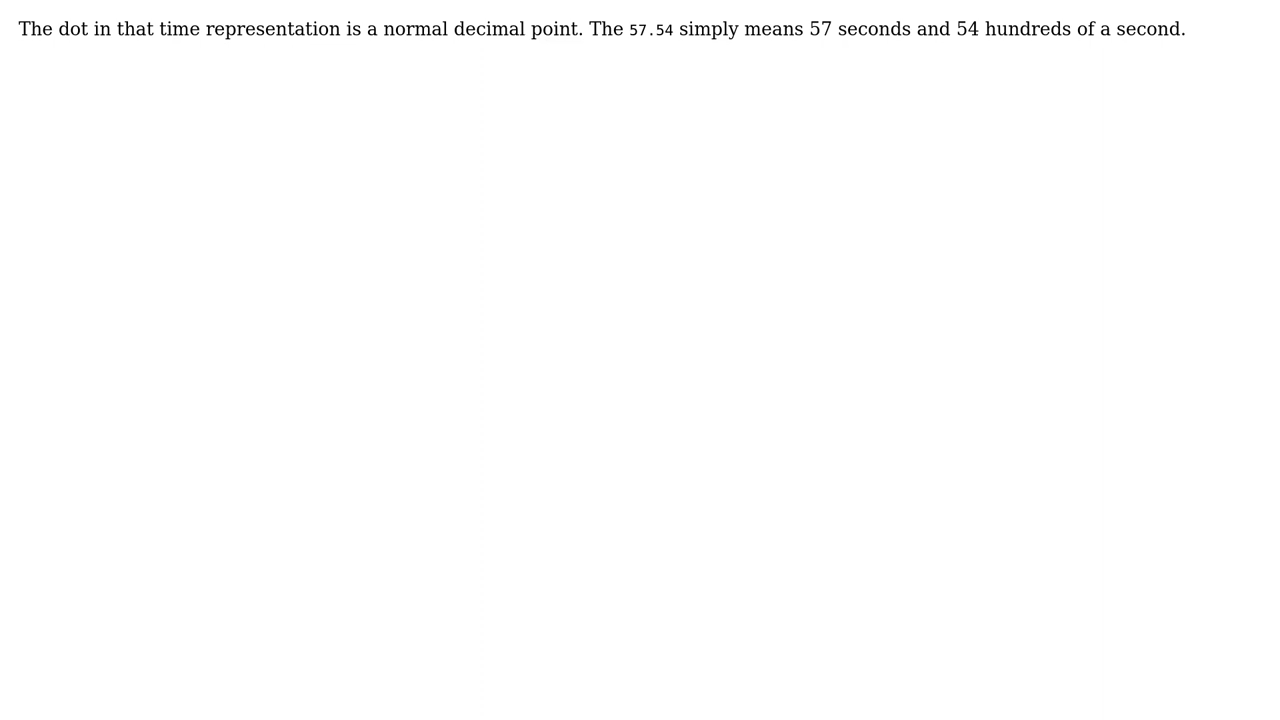 The dot in that time representation is a normal decimal point. The 57.54 simply means 57 seconds and 54 hundreds of a second.